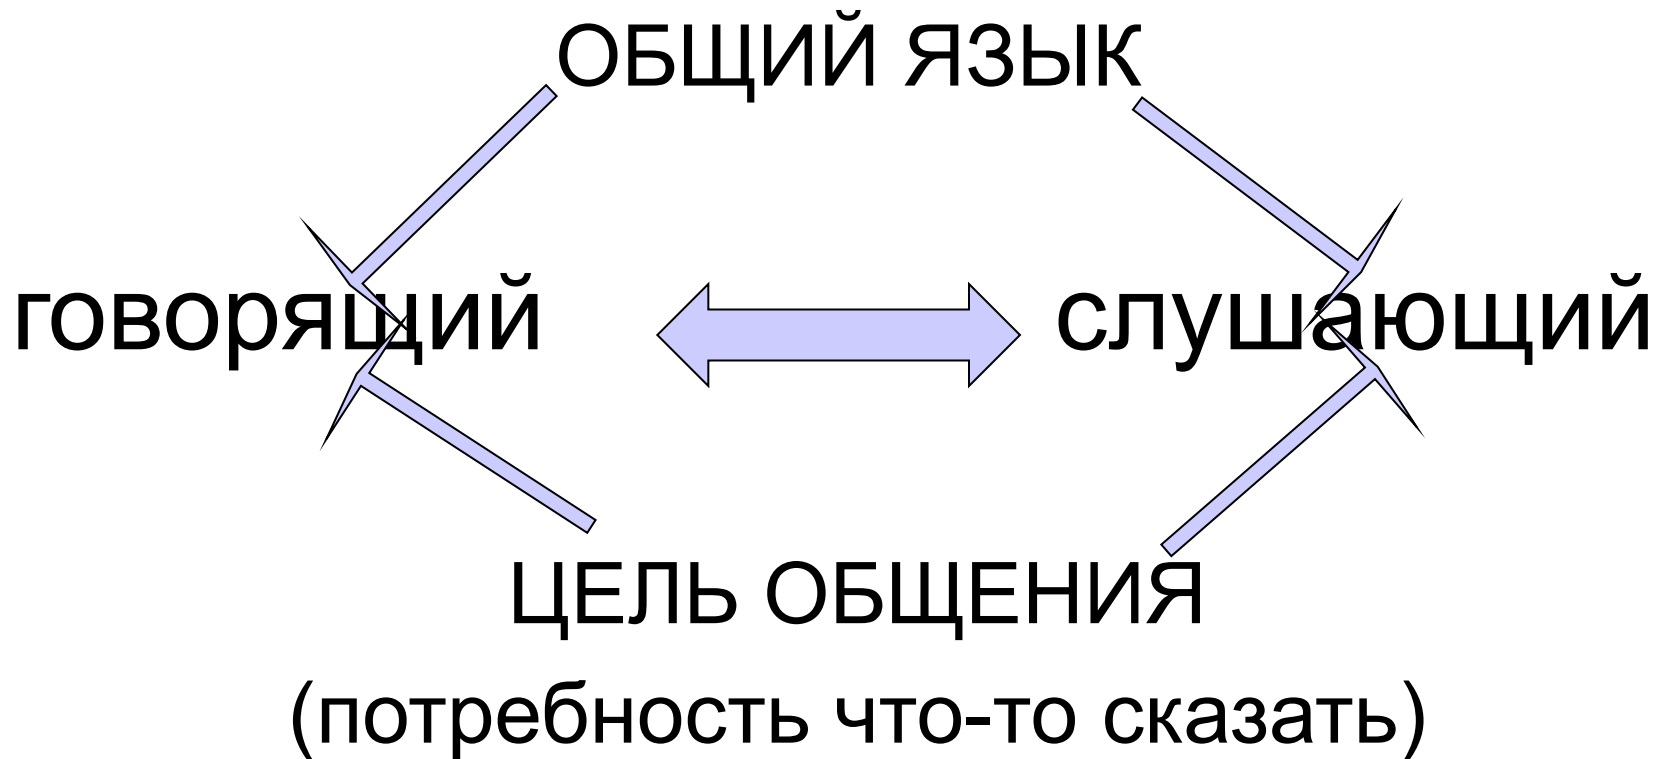 ОБЩИЙ ЯЗЫК
говорящий слушающий
ЦЕЛЬ ОБЩЕНИЯ
(потребность что-то сказать)